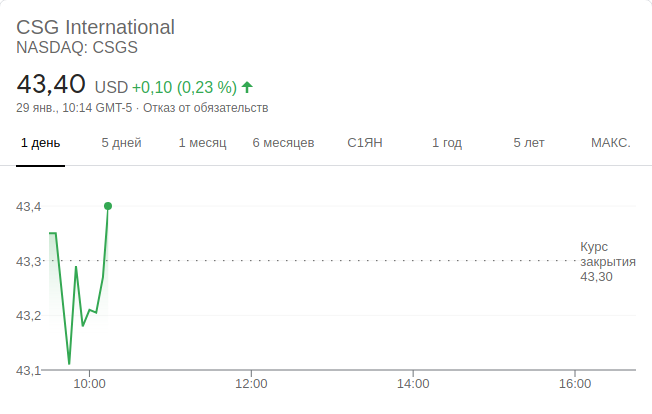 CSG International
NASDAQ: CSGS
43,40 USD +0,10 (0,23 %)
29 янв., 10:14 GMT-5 · Отказ от обязательств
1 день 5 дней 1 месяц 6 месяцев С1ЯН 1 год 5 лет МАКС.
43,4
Курс
43,3 закрытия
43,30
43,2
43,1
10:00 12:00 14:00 16:00